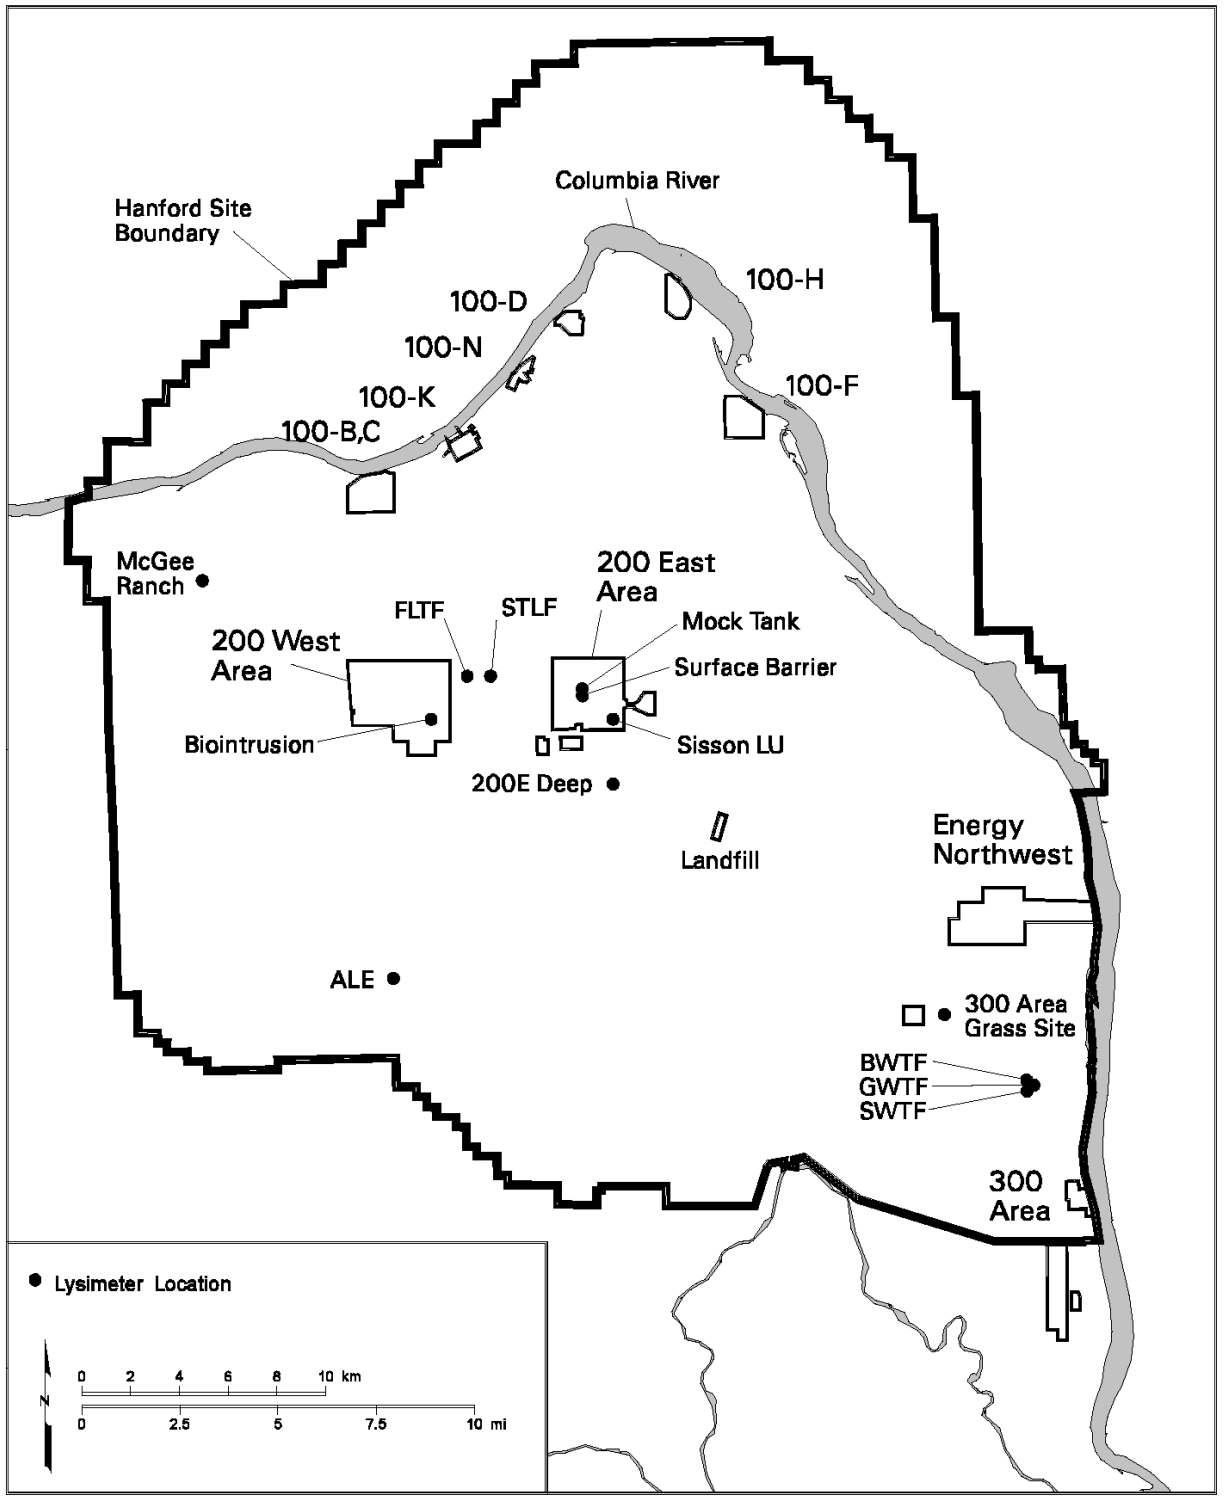 Columbia River
Hanford Site
Boundary
100-H
100-D
100-N
100-F
100-K
100-B,C
McGee
Ranch
200 East
Area
FLTF
STLF
Mock Tank
200 West
Area
Surface Barrier
Biointrusion
Sisson LU
200E Deep
Energy
Northwest
Landfill
ALE
300 Area
Grass Site
BWTF
GWTF
SWTF
300
Area
Lysimeter Location
N
0 2 4 6 8 10 km
0 2.5 5 7.5 10 mi